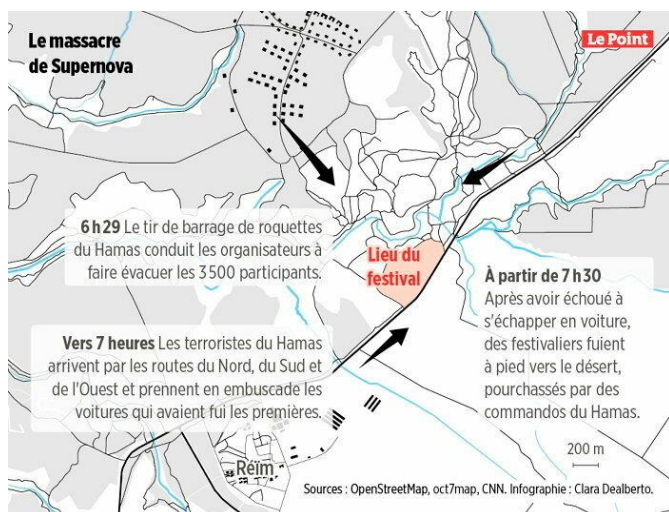 Le massacre
de Supernova
Le Point
6 h 29 Le tir de barrage de roquettes
du Hamas conduit les organisateurs à
faire évacuer les 3 500 participants.
Lieu du
festival
Vers 7 heures Les terroristes du Hamas
arrivent par les routes du Nord, du Sud et
de l'Ouest et prennent en embuscade les
voitures qui avaient fui les premières.
À partir de 7 h 30
Après avoir échoué à
s'échapper en voiture,
des festivaliers fuient
à pied vers le désert,
pourchassés par des
commandos du Hamas.
200 m
Réim
Sources : OpenStreetMap, oct7map, CNN. Infographie : Clara Dealberto.